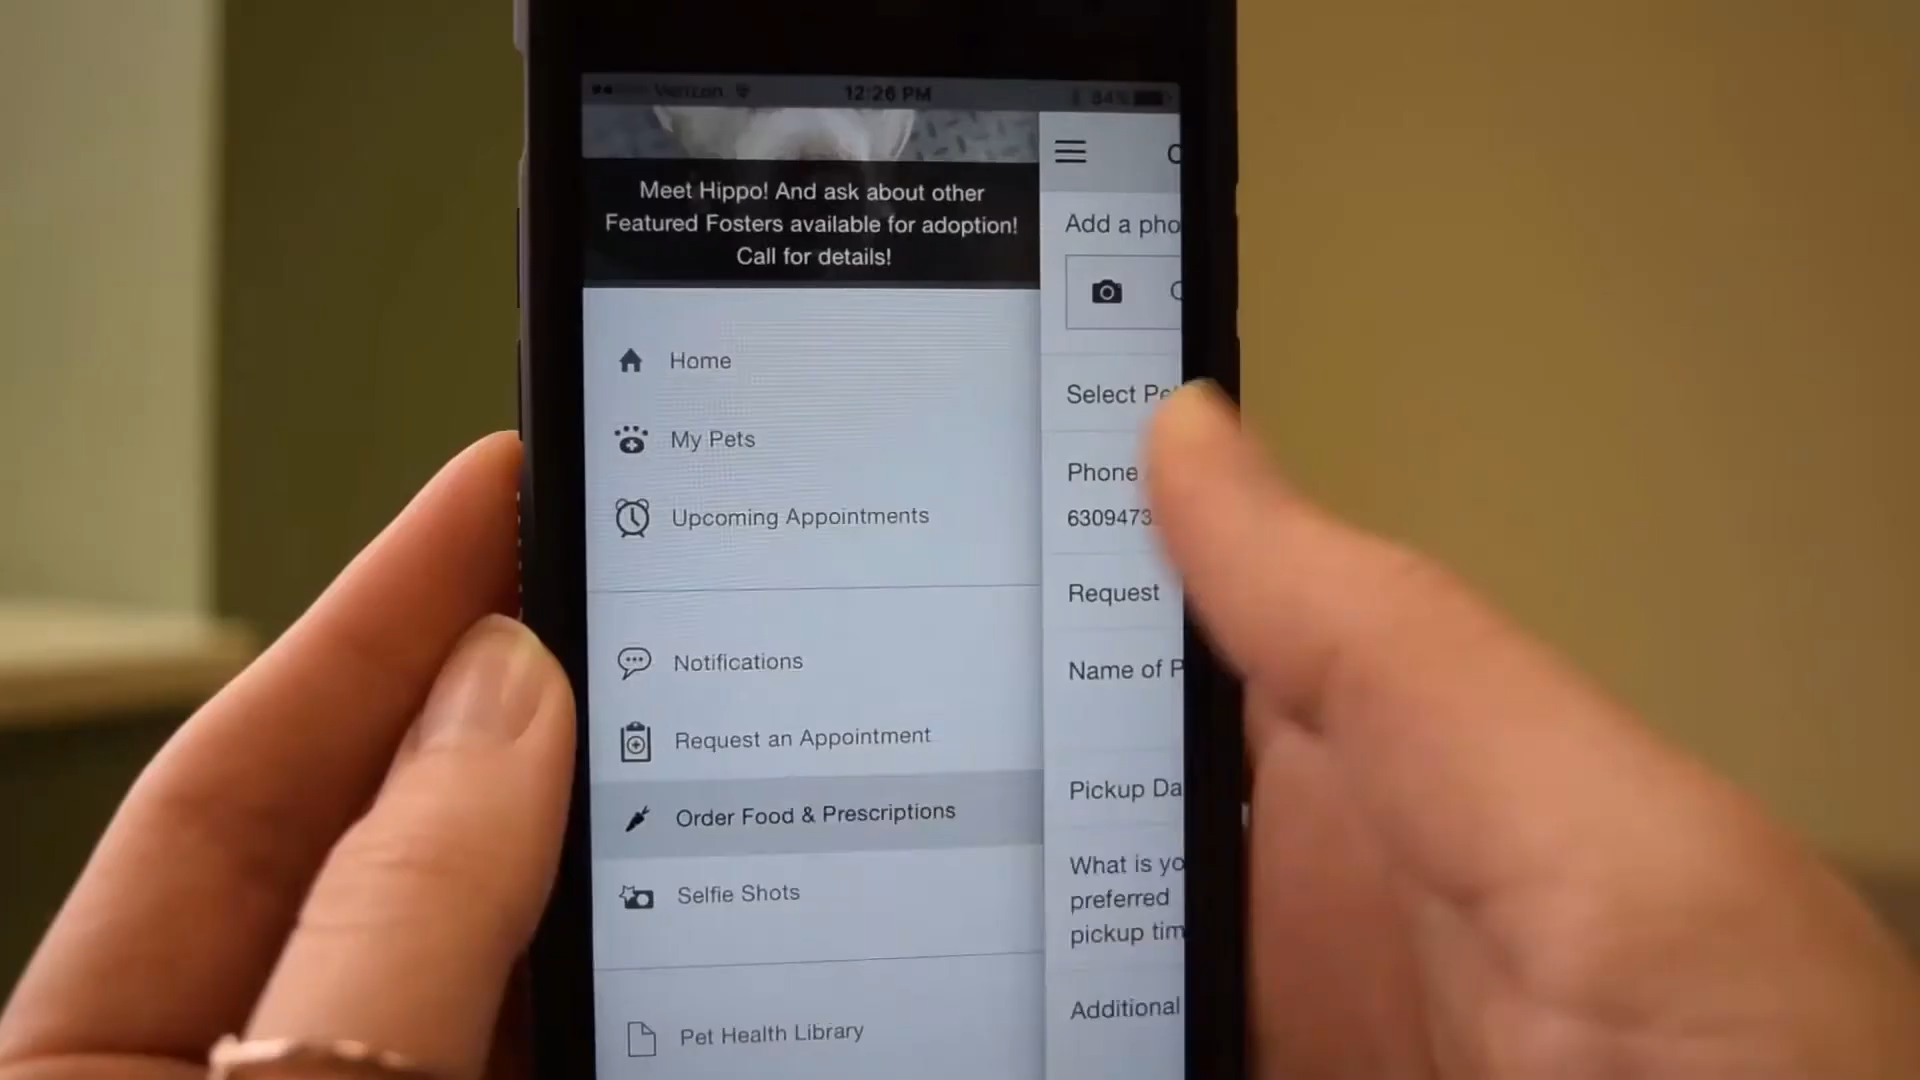 Verizon
12:26 PM
84%
Meet Hippo! And ask about other
Featured Fosters available for adoption!
Call for details!
Home
My Pets
Upcoming Appointments
Notifications
Request an Appointment
Order Food & Prescriptions
Selfie Shots
Pet Health Library
Add a pho
Select Pe
Phone
6309473
Request
Name of P
Pickup Da
What is yo
preferred
pickup tim
Additional